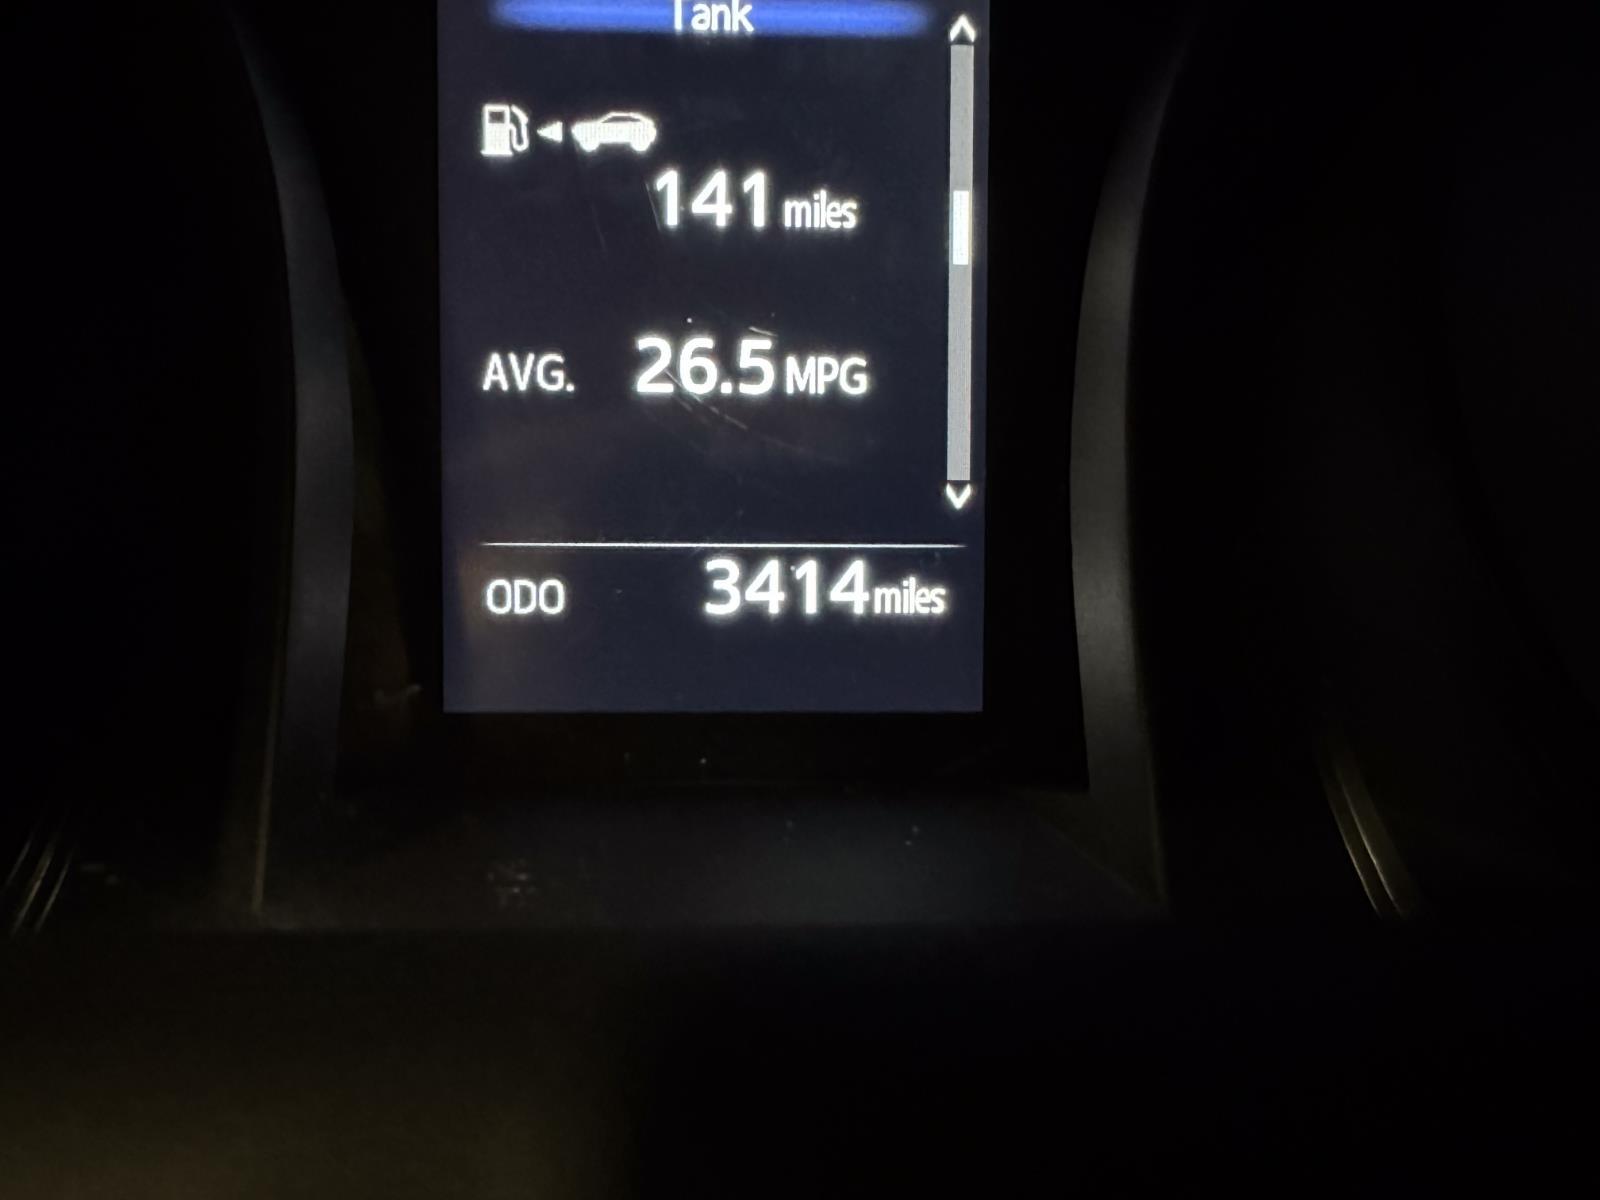 Tank
141 miles
AVG. 26.5 MPG
ODO 3414 miles